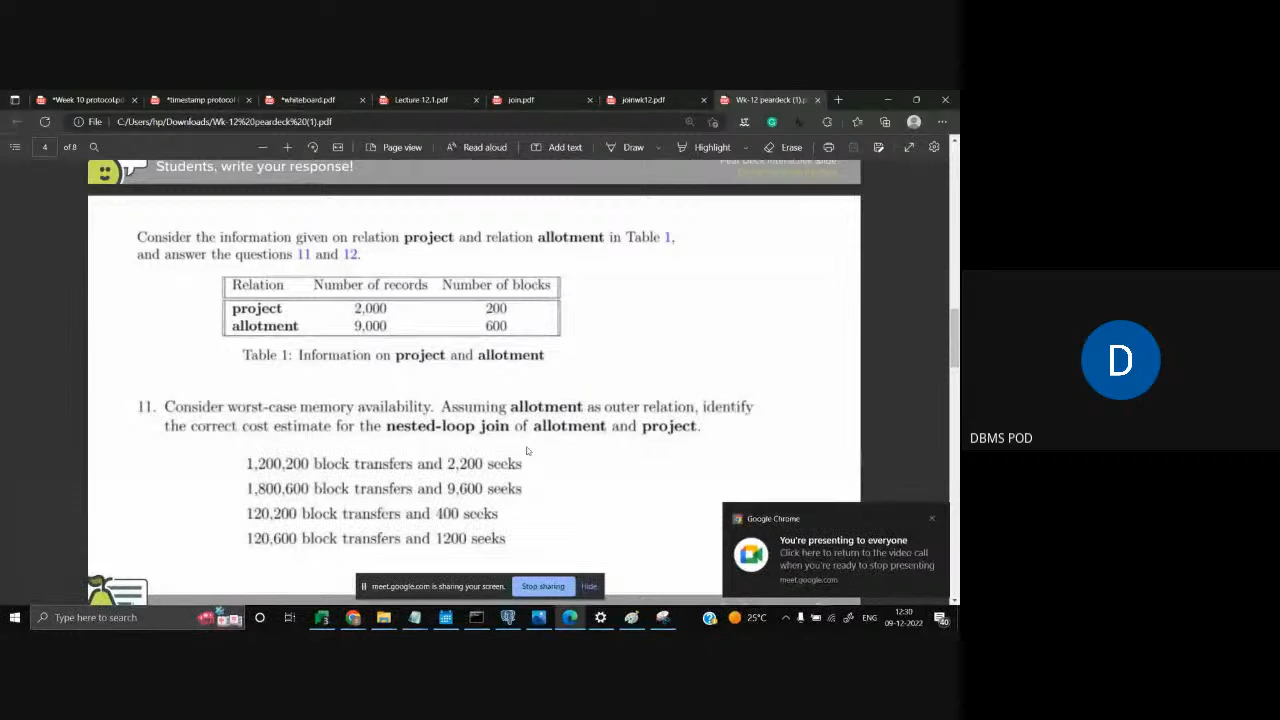 *Week 10 protocol.pd
*timestamp protocol
*whiteboard.pdf
Lecture 12.1.pdf
join.pdf
joinwk12.pdf
Wk-12 peardeck (1).p
File C:/Users/hp/Downloads/Wk-12%20peardeck%20(1).pdf
4 of 8
Page view
Read aloud
Add text
Draw
Highlight
Erase
Students, write your response!
Pear Deck Interactive Slide
Consider the information given on relation project and relation allotment in Table 1,
and answer the questions 11 and 12.
Relation Number of records Number of blocks
project 2,000 200
allotment 9,000 600
Table 1: Information on project and allotment
11. Consider worst-case memory availability. Assuming allotment as outer relation, identify
the correct cost estimate for the nested-loop join of allotment and project.
1,200,200 block transfers and 2,200 seeks
1,800,600 block transfers and 9,600 seeks
120,200 block transfers and 400 seeks
120,600 block transfers and 1200 seeks
Google Chrome
You're presenting to everyone
Click here to return to the video call
when you're ready to stop presenting
meet.google.com
meet.google.com is sharing your screen.
Stop sharing
Hide
Type here to search
25°C
ENG
12:30
09-12-2022
40
D
DBMS POD